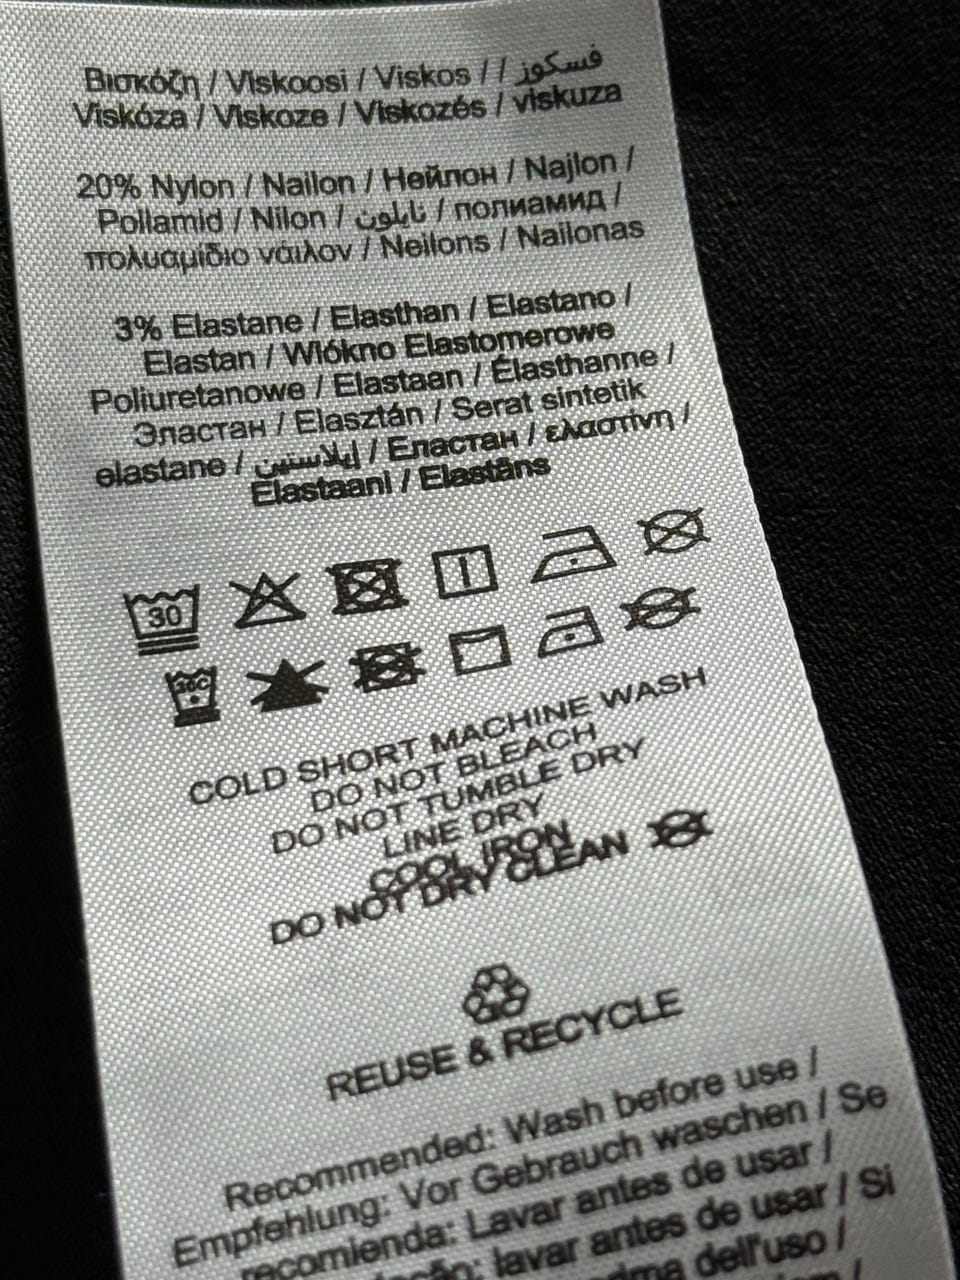 Βισκόζη / Viskoosi / Viskos / / فسكوز
Viskóza / Viskoze / Viskozés / viskuza
20% Nylon / Nailon / Нейлон / Najlon /
Poliamid / Nilon / نايلون / полиамид /
πολυαμίδιο νάιλον / Neilons / Nailonas
3% Elastane / Elasthan / Elastano /
Elastan / Wlókno Elastomerowe
Poliuretanowe / Elastaan / Élasthanne /
Эластан / Elasztán / Serat sintetik
elastane / إيلاستين / Еластан / ελαστίνη /
Elastaani / Elastāns
30
30C
COLD SHORT MACHINE WASH
DO NOT BLEACH
DO NOT TUMBLE DRY
LINE DRY
COOL IRON
DO NOT DRY CLEAN
REUSE & RECYCLE
Recommended: Wash before use /
Empfehlung: Vor Gebrauch waschen / Se
recomienda: Lavar antes de usar /
lavar antes de usar / Si
dell'uso /